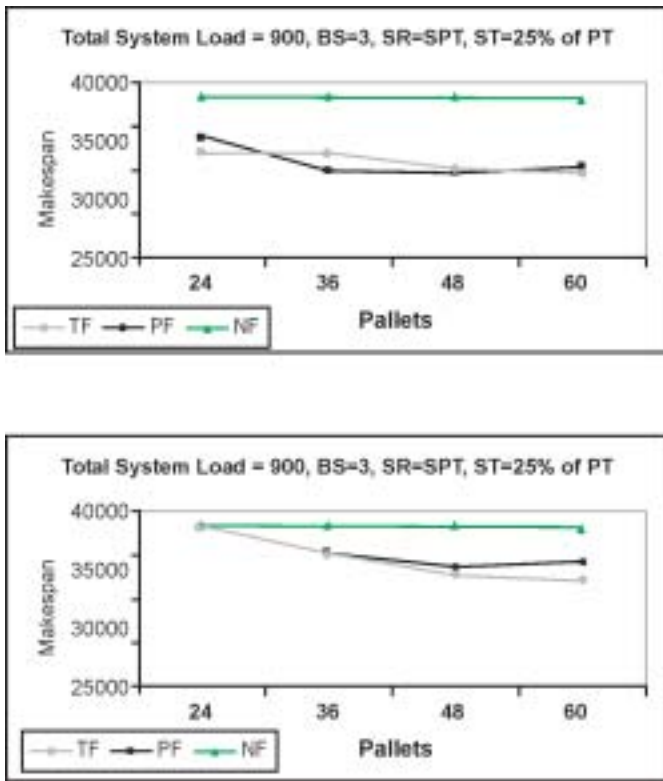 Total System Load = 900, BS=3, SR=SPT, ST=25% of PT
40000
35000
30000
25000
Makespan
24 36 48 60
Pallets
TF PF NF
Total System Load = 900, BS=3, SR=SPT, ST=25% of PT
40000
35000
30000
25000
Makespan
24 36 48 60
Pallets
TF PF NF